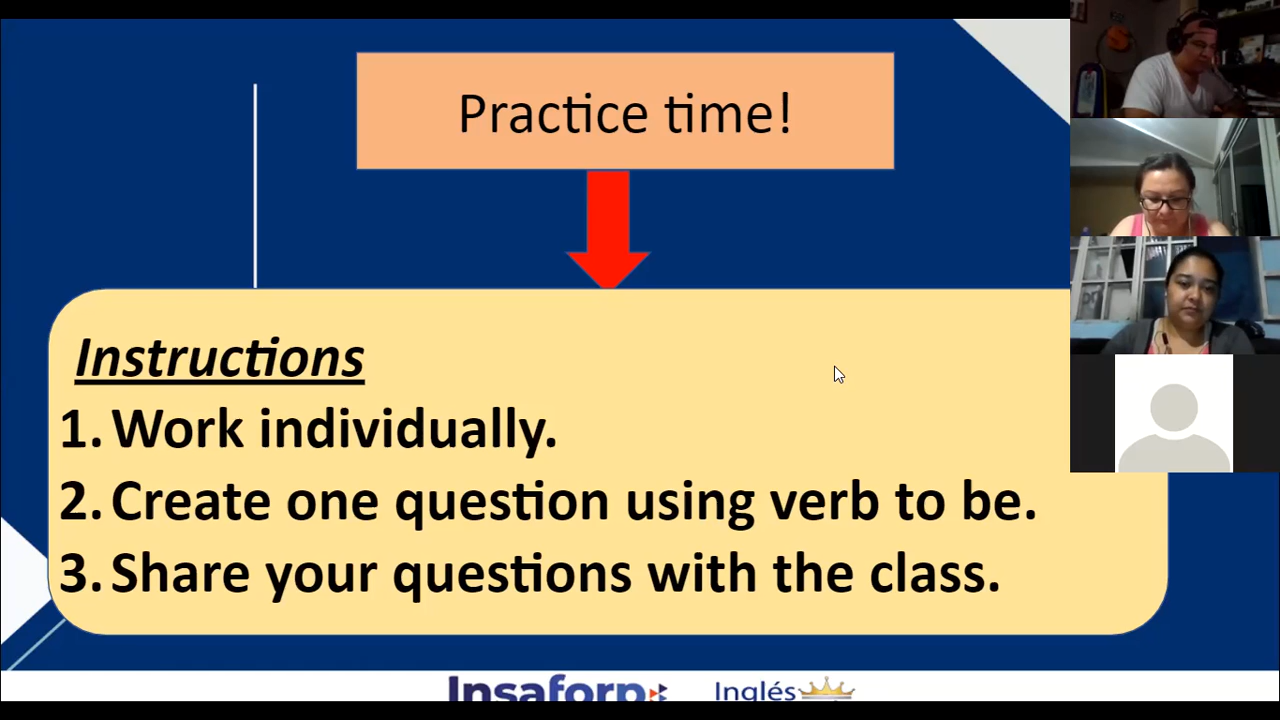 Practice time!
Instructions
1. Work individually.
2. Create one question using verb to be.
3. Share your questions with the class.
Insaforp
Inglés